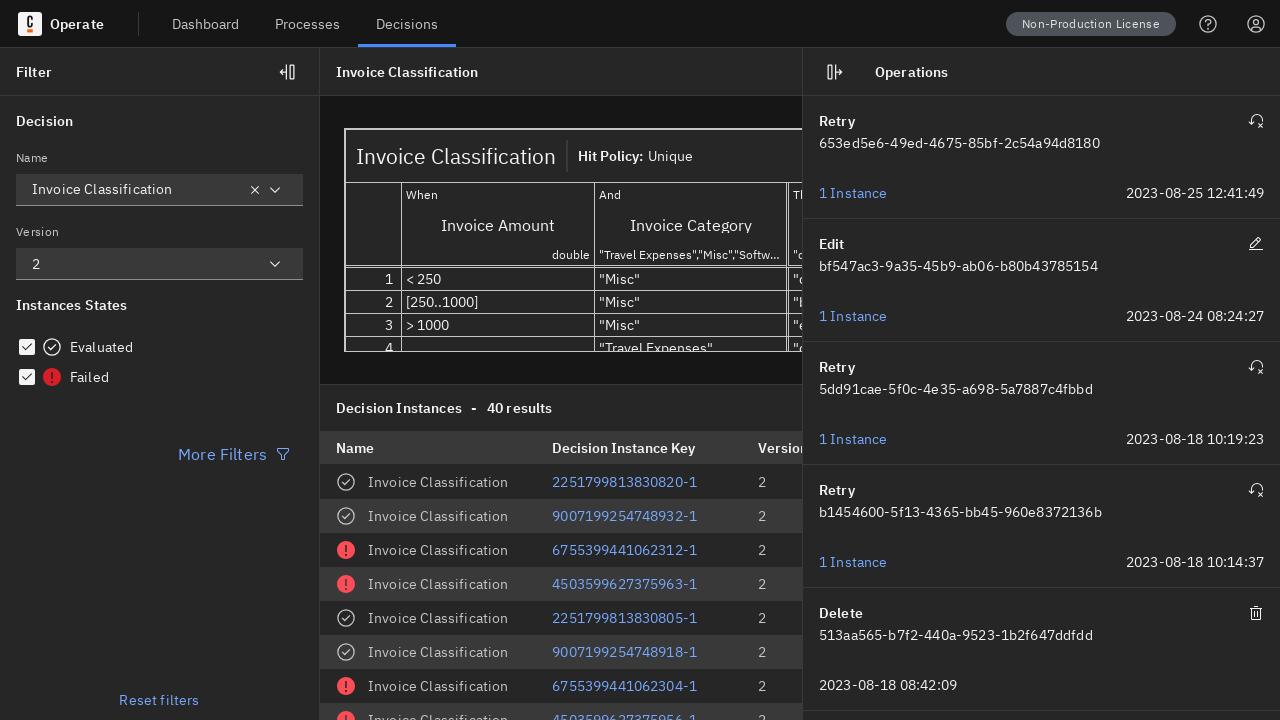 C Operate Dashboard Processes Decisions Non-Production License
Filter
Decision
Name
Invoice Classification
Version
2
Instances States
Evaluated
Failed
More Filters
Reset filters
Invoice Classification
Invoice Classification Hit Policy: Unique
When And
Invoice Amount Invoice Category
double "Travel Expenses","Misc","Softw...
1 < 250 "Misc"
2 [250..1000] "Misc"
3 > 1000 "Misc"
4 "Travel Expenses"
Decision Instances - 40 results
Name Decision Instance Key Version
Invoice Classification 2251799813830820-1 2
Invoice Classification 9007199254748932-1 2
Invoice Classification 6755399441062312-1 2
Invoice Classification 4503599627375963-1 2
Invoice Classification 2251799813830805-1 2
Invoice Classification 9007199254748918-1 2
Invoice Classification 6755399441062304-1 2
Invoice Classification 4503599627375956-1 2
Operations
Retry
653ed5e6-49ed-4675-85bf-2c54a94d8180
1 Instance 2023-08-25 12:41:49
Edit
bf547ac3-9a35-45b9-ab06-b80b43785154
1 Instance 2023-08-24 08:24:27
Retry
5dd91cae-5f0c-4e35-a698-5a7887c4fbbd
1 Instance 2023-08-18 10:19:23
Retry
b1454600-5f13-4365-bb45-960e8372136b
1 Instance 2023-08-18 10:14:37
Delete
513aa565-b7f2-440a-9523-1b2f647ddfdd
2023-08-18 08:42:09